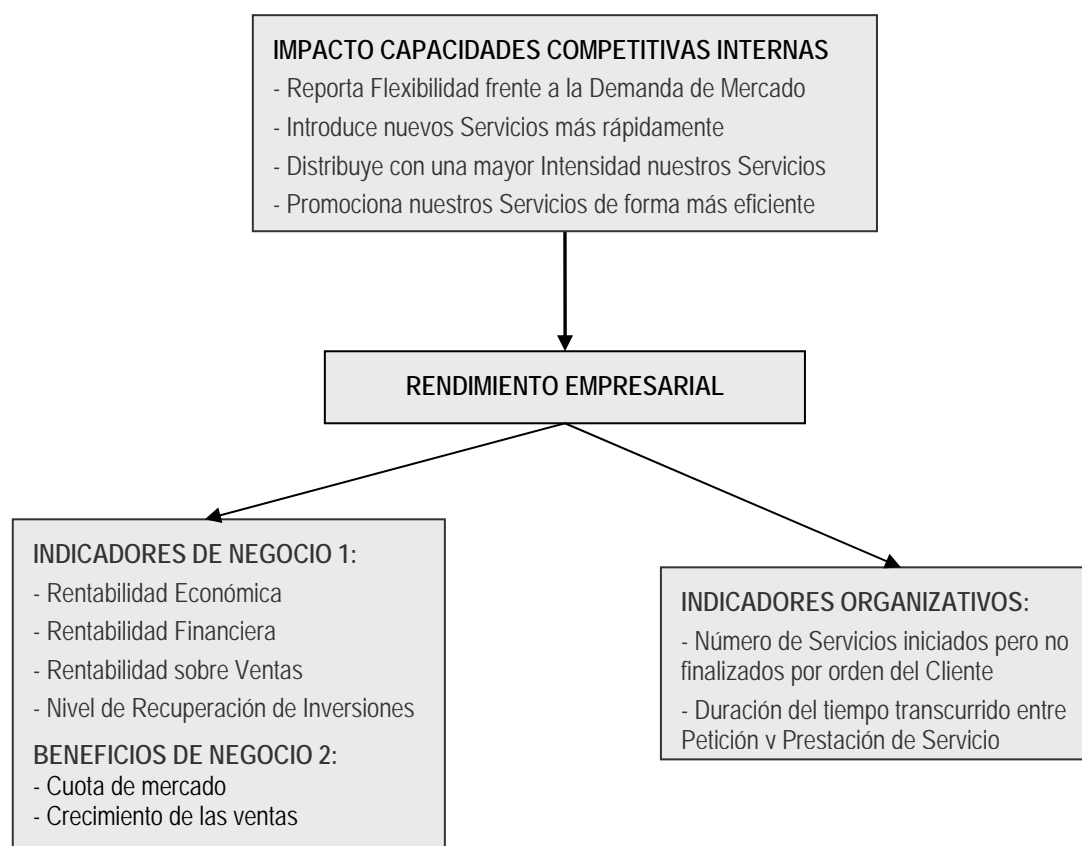 IMPACTO CAPACIDADES COMPETITIVAS INTERNAS
- Reporta Flexibilidad frente a la Demanda de Mercado
- Introduce nuevos Servicios más rápidamente
- Distribuye con una mayor Intensidad nuestros Servicios
- Promociona nuestros Servicios de forma más eficiente
RENDIMIENTO EMPRESARIAL
INDICADORES DE NEGOCIO 1:
- Rentabilidad Económica
- Rentabilidad Financiera
- Rentabilidad sobre Ventas
- Nivel de Recuperación de Inversiones
BENEFICIOS DE NEGOCIO 2:
- Cuota de mercado
- Crecimiento de las ventas
INDICADORES ORGANIZATIVOS:
- Número de Servicios iniciados pero no
finalizados por orden del Cliente
- Duración del tiempo transcurrido entre
Petición y Prestación de Servicio